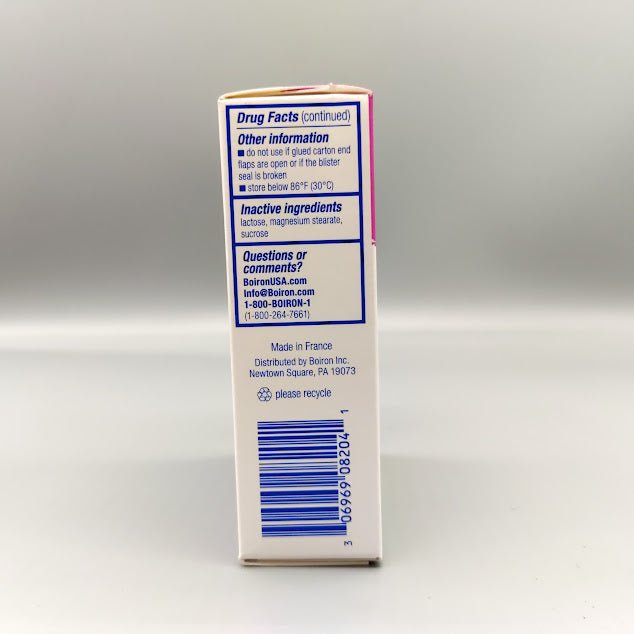 Drug Facts (continued)
Other information
■ do not use if glued carton end
flaps are open or if the blister
seal is broken
■ store below 86°F (30°C)
Inactive ingredients
lactose, magnesium stearate,
sucrose
Questions or
comments?
BoironUSA.com
Info@Boiron.com
1-800-BOIRON-1
(1-800-264-7661)
Made in France
Distributed by Boiron Inc.
Newtown Square, PA 19073
please recycle
3 06969 08204 1